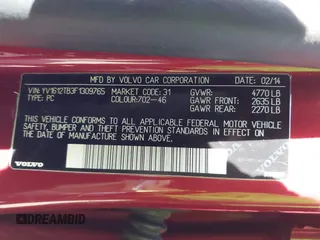 MFD BY VOLVO CAR CORPORATION DATE: 02/14
VIN: YV1612TB3F1309765 MARKET CODE: 31 GVWR: 4770 LB
TYPE: PC COLOUR: 702-46 GAWR FRT: 2635 LB
GAWR RR: 2270 LB
THIS VEHICLE CONFORMS TO ALL APPLICABLE FEDERAL MOTOR VEHICLE
SAFETY, BUMPER, AND THEFT PREVENTION STANDARDS IN EFFECT ON THE
DATE OF MANUFACTURE SHOWN ABOVE.
VOLVO
DREAMBID